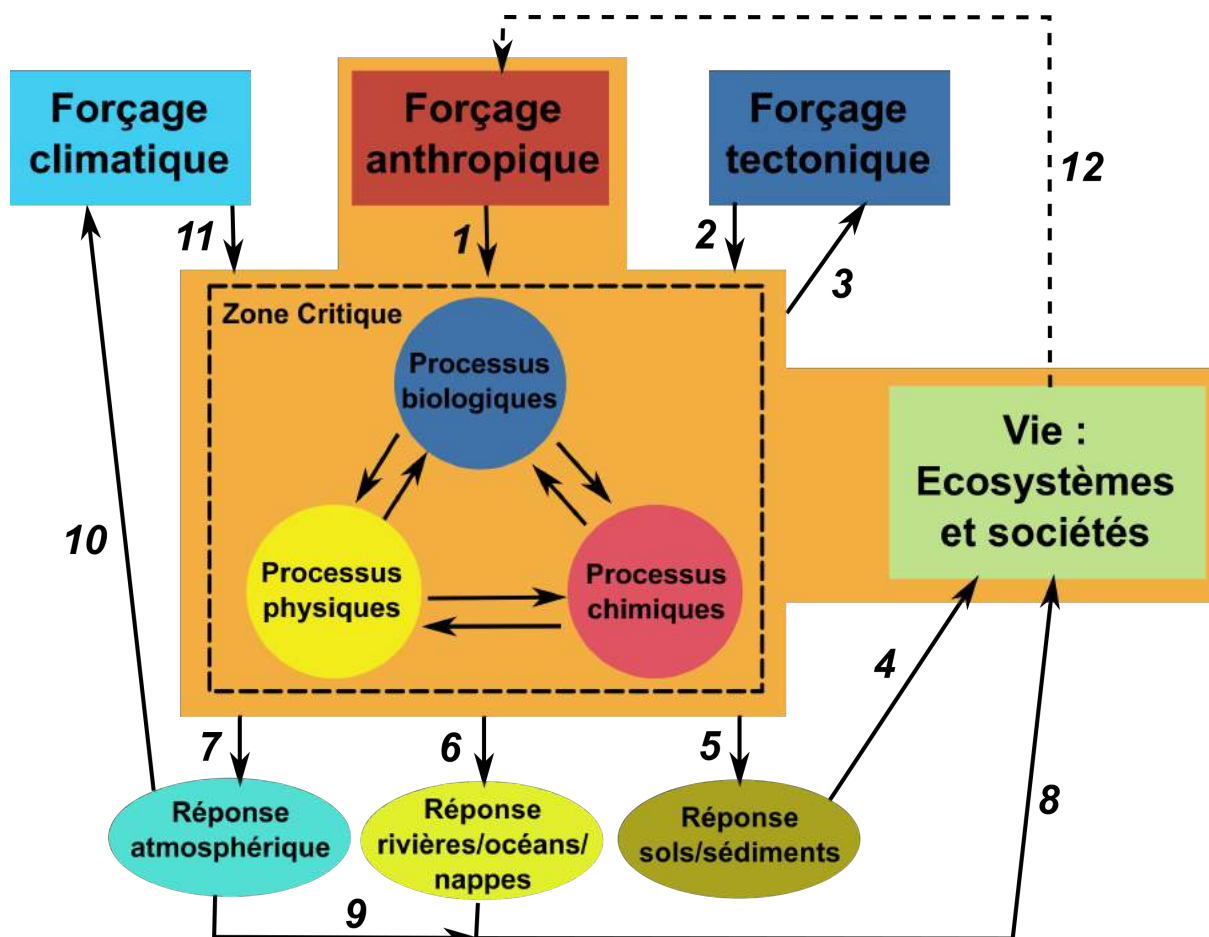 Forçage
climatique
Forçage
anthropique
Forçage
tectonique
12
11
1
2
3
Zone Critique
Processus
biologiques
Vie :
Ecosystèmes
et sociétés
10
Processus
physiques
Processus
chimiques
4
7
6
5
8
Réponse
atmosphérique
Réponse
rivières/océans/
nappes
Réponse
sols/sédiments
9